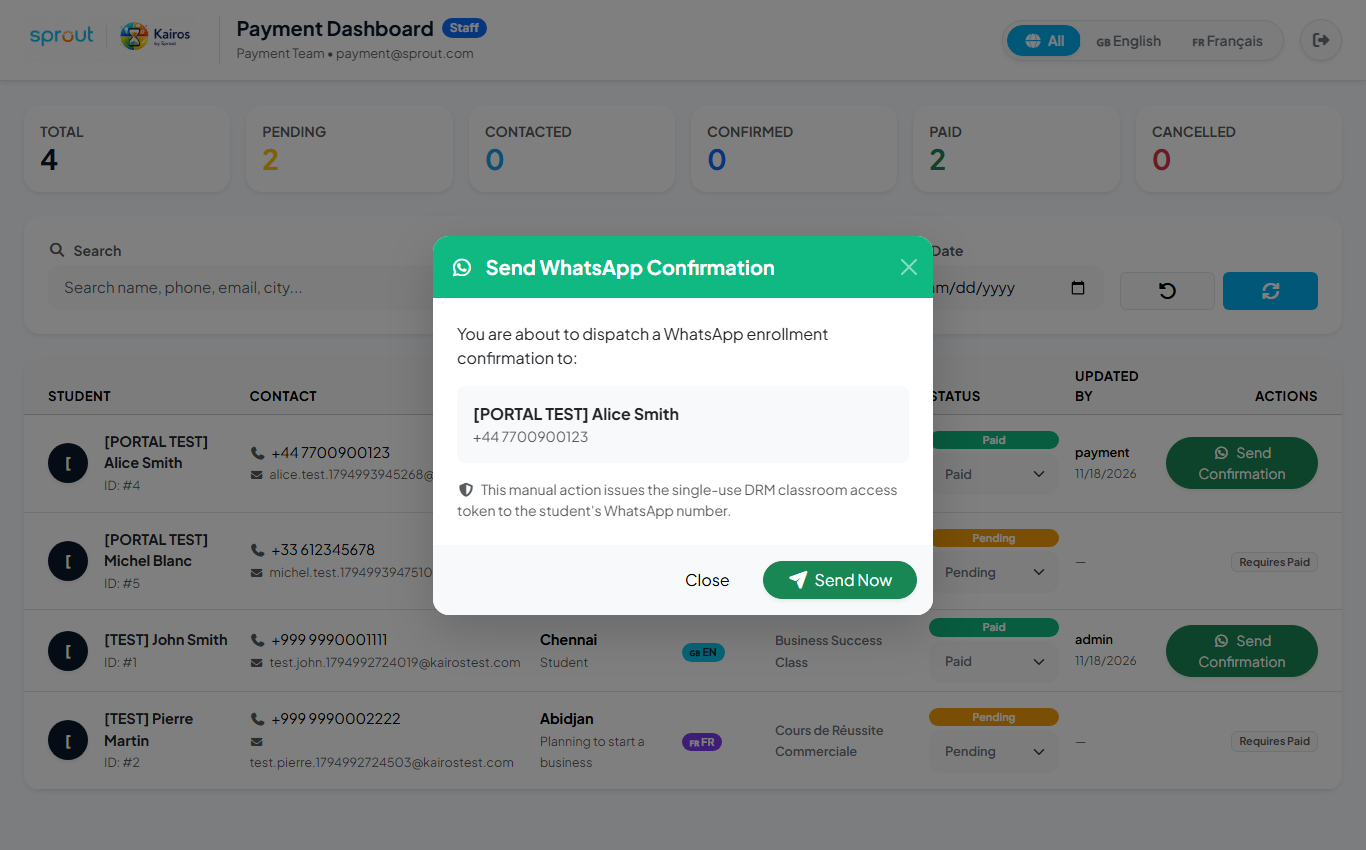 sprout
Kairos
by Sprout
Payment Dashboard Staff
Payment Team • payment@sprout.com
All
GB English
FR Français
TOTAL
4
PENDING
2
CONTACTED
0
CONFIRMED
0
PAID
2
CANCELLED
0
Search
Search name, phone, email, city...
Date
mm/dd/yyyy
Send WhatsApp Confirmation
You are about to dispatch a WhatsApp enrollment
confirmation to:
[PORTAL TEST] Alice Smith
+44 7700900123
This manual action issues the single-use DRM classroom access
token to the student's WhatsApp number.
Close
Send Now
STUDENT
CONTACT
STATUS
UPDATED
BY
ACTIONS
[
[PORTAL TEST]
Alice Smith
ID: #4
+44 7700900123
alice.test.1794993945268@
Paid
Paid
payment
11/18/2026
Send
Confirmation
[
[PORTAL TEST]
Michel Blanc
ID: #5
+33 612345678
michel.test.1794993947510
Pending
Pending
—
Requires Paid
[
[TEST] John Smith
ID: #1
+999 9990001111
test.john.1794992724019@kairostest.com
Chennai
Student
GB EN
Business Success
Class
Paid
Paid
admin
11/18/2026
Send
Confirmation
[
[TEST] Pierre
Martin
ID: #2
+999 9990002222
test.pierre.1794992724503@kairostest.com
Abidjan
Planning to start a
business
FR FR
Cours de Réussite
Commerciale
Pending
Pending
—
Requires Paid